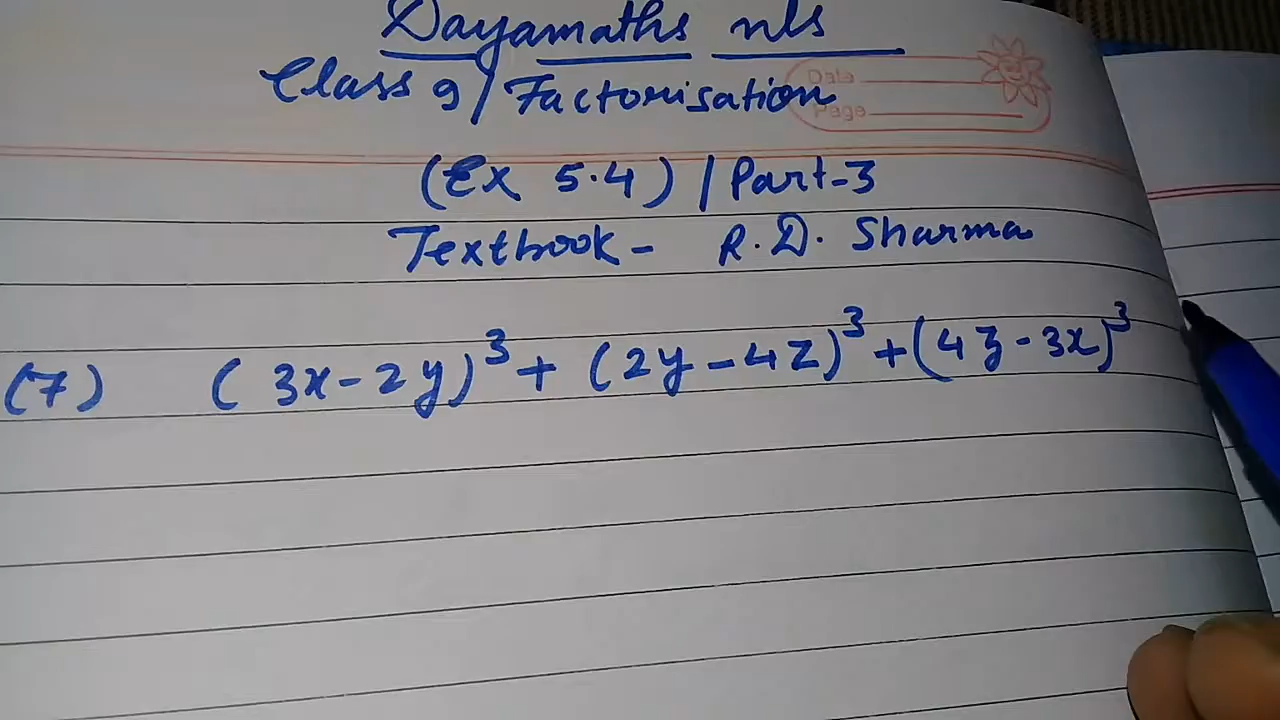 Dayamaths nls
Class 9/Factorisation
Date
Page
(Ex 5.4) / Part-3
Textbook - R.D. Sharma
(7) (3x-2y)³ + (2y-4z)³ + (4z-3x)³